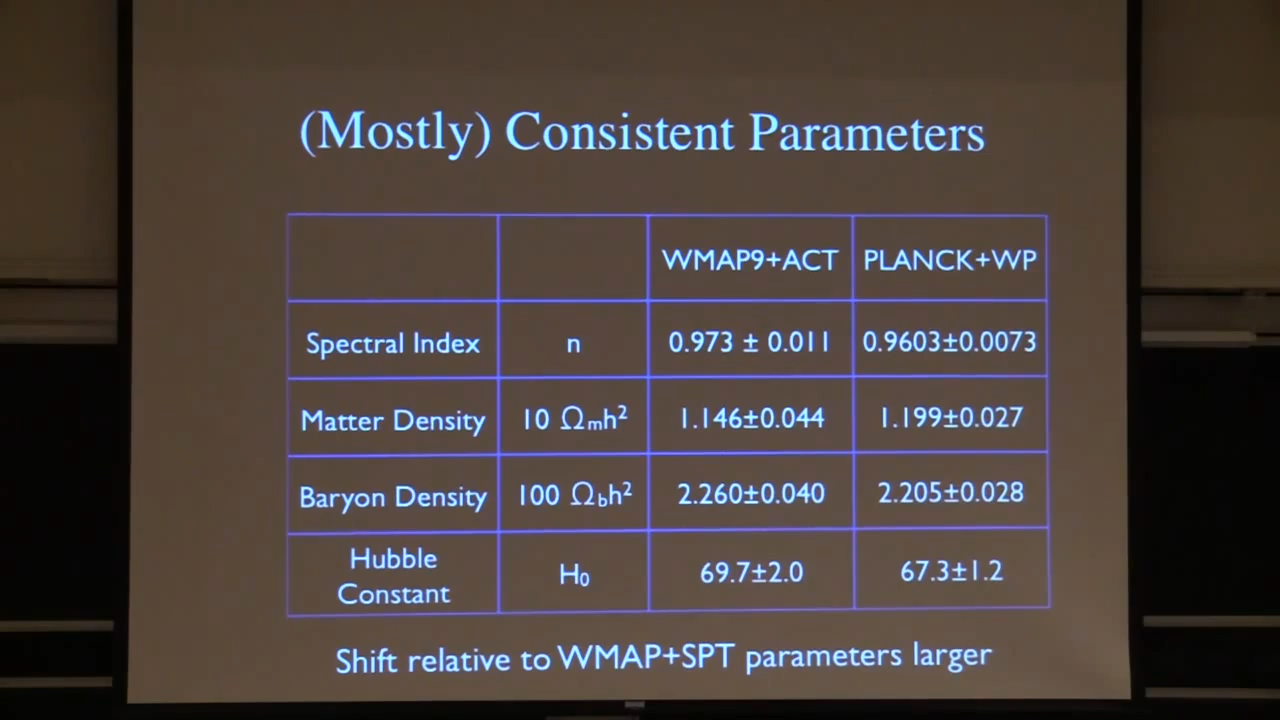 (Mostly) Consistent Parameters
WMAP9+ACT PLANCK+WP
Spectral Index n 0.973 ± 0.011 0.9603±0.0073
Matter Density 10 Ωₘh² 1.146±0.044 1.199±0.027
Baryon Density 100 Ω_bh² 2.260±0.040 2.205±0.028
Hubble
Constant H₀ 69.7±2.0 67.3±1.2
Shift relative to WMAP+SPT parameters larger